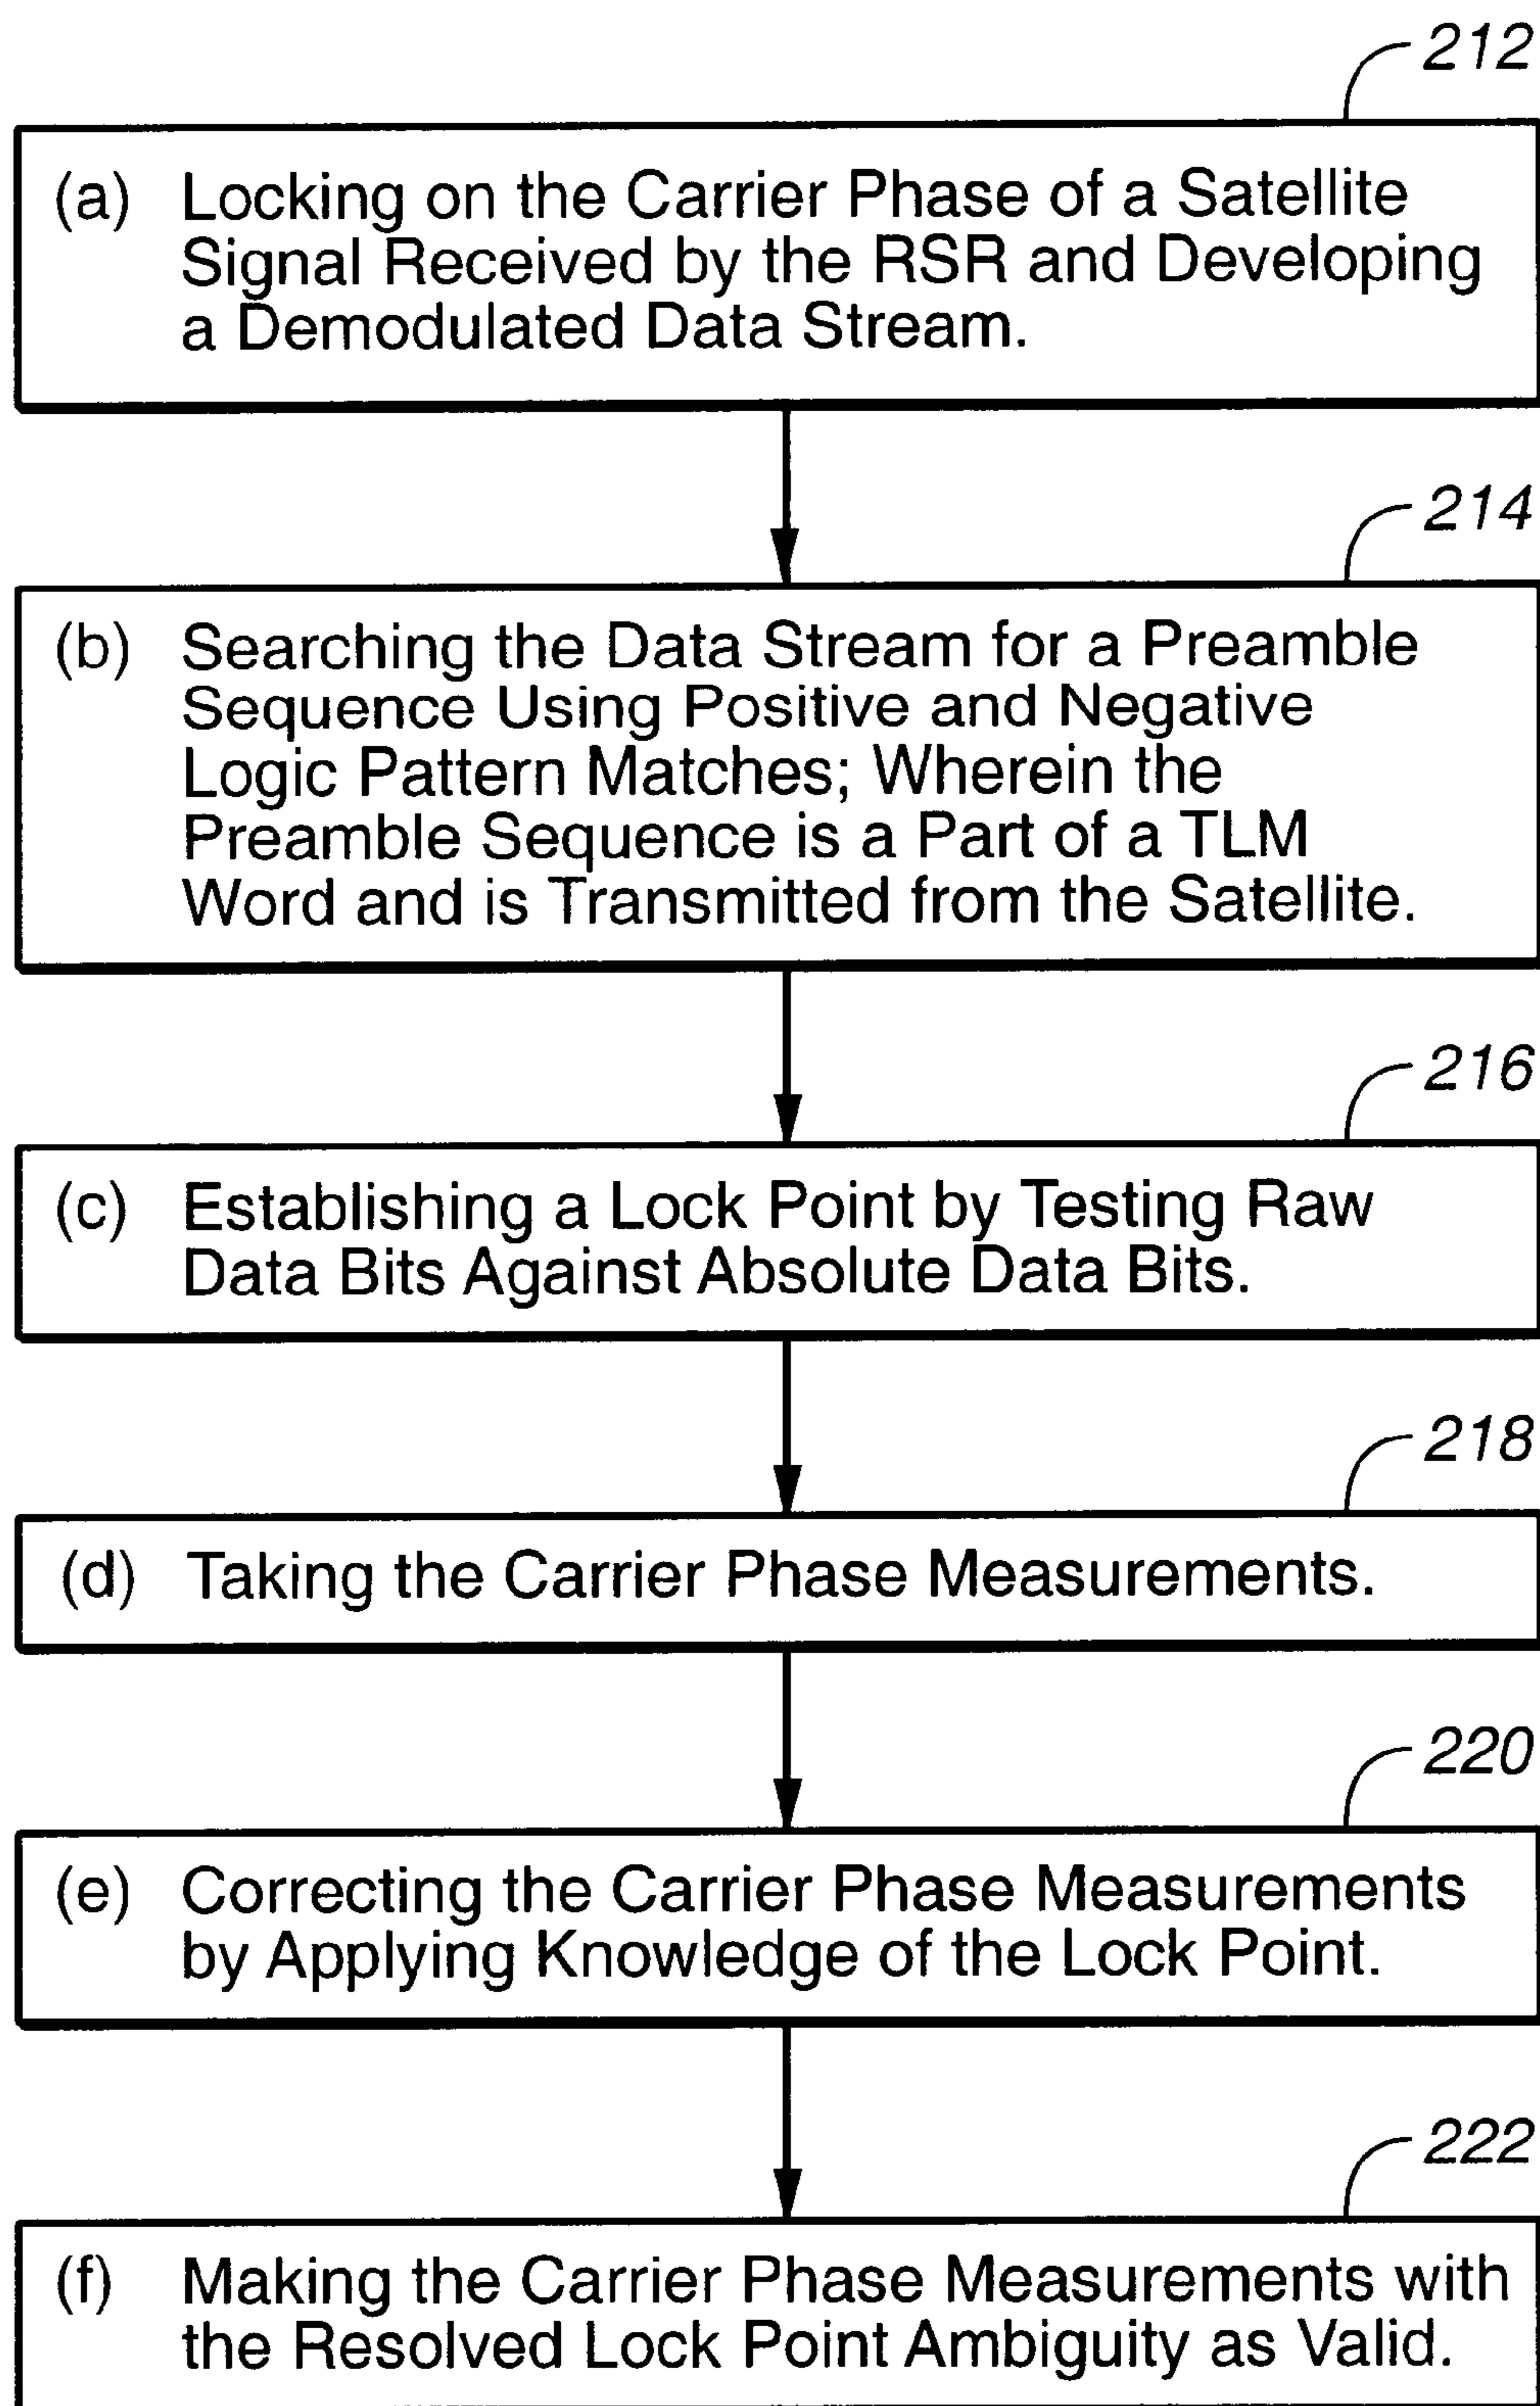 212
(a) Locking on the Carrier Phase of a Satellite
Signal Received by the RSR and Developing
a Demodulated Data Stream.
214
(b) Searching the Data Stream for a Preamble
Sequence Using Positive and Negative
Logic Pattern Matches; Wherein the
Preamble Sequence is a Part of a TLM
Word and is Transmitted from the Satellite.
216
(c) Establishing a Lock Point by Testing Raw
Data Bits Against Absolute Data Bits.
218
(d) Taking the Carrier Phase Measurements.
220
(e) Correcting the Carrier Phase Measurements
by Applying Knowledge of the Lock Point.
222
(f) Making the Carrier Phase Measurements with
the Resolved Lock Point Ambiguity as Valid.